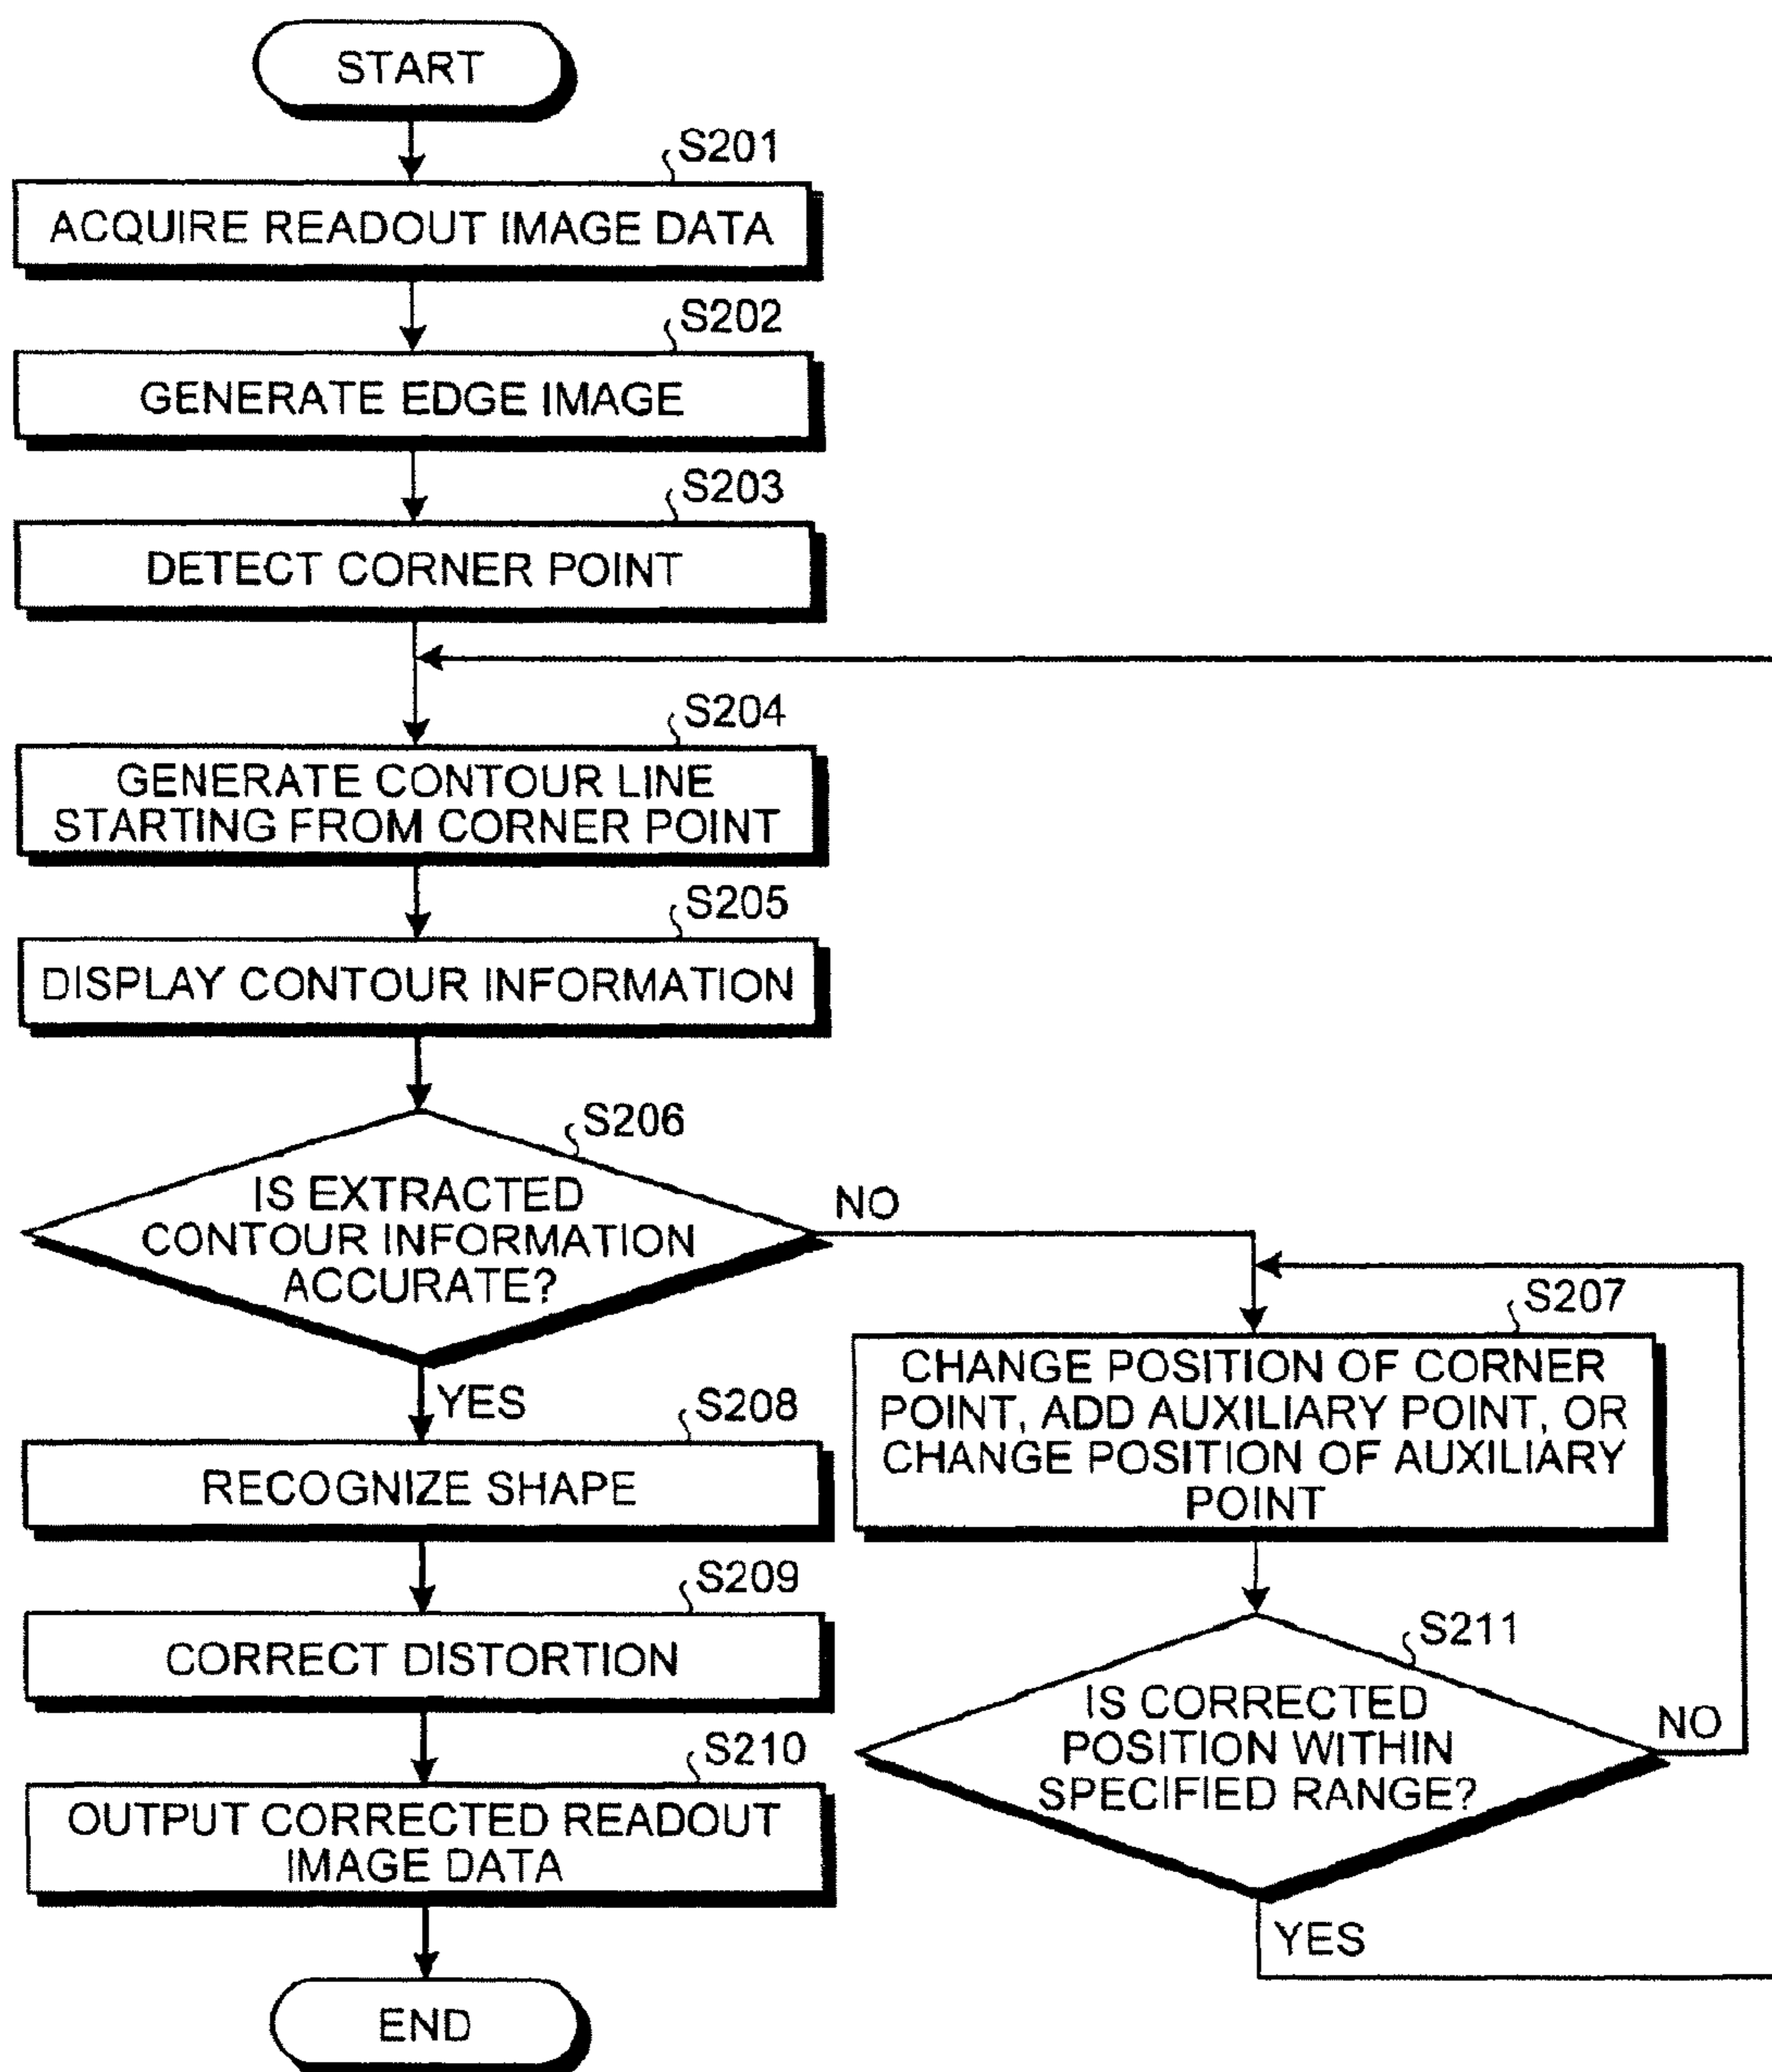 START
S201
ACQUIRE READOUT IMAGE DATA
S202
GENERATE EDGE IMAGE
S203
DETECT CORNER POINT
S204
GENERATE CONTOUR LINE
STARTING FROM CORNER POINT
S205
DISPLAY CONTOUR INFORMATION
S206
IS EXTRACTED
CONTOUR INFORMATION
ACCURATE?
NO
YES
S207
CHANGE POSITION OF CORNER
POINT, ADD AUXILIARY POINT, OR
CHANGE POSITION OF AUXILIARY
POINT
S208
RECOGNIZE SHAPE
S209
CORRECT DISTORTION
S210
OUTPUT CORRECTED READOUT
IMAGE DATA
END
S211
IS CORRECTED
POSITION WITHIN
SPECIFIED RANGE?
NO
YES